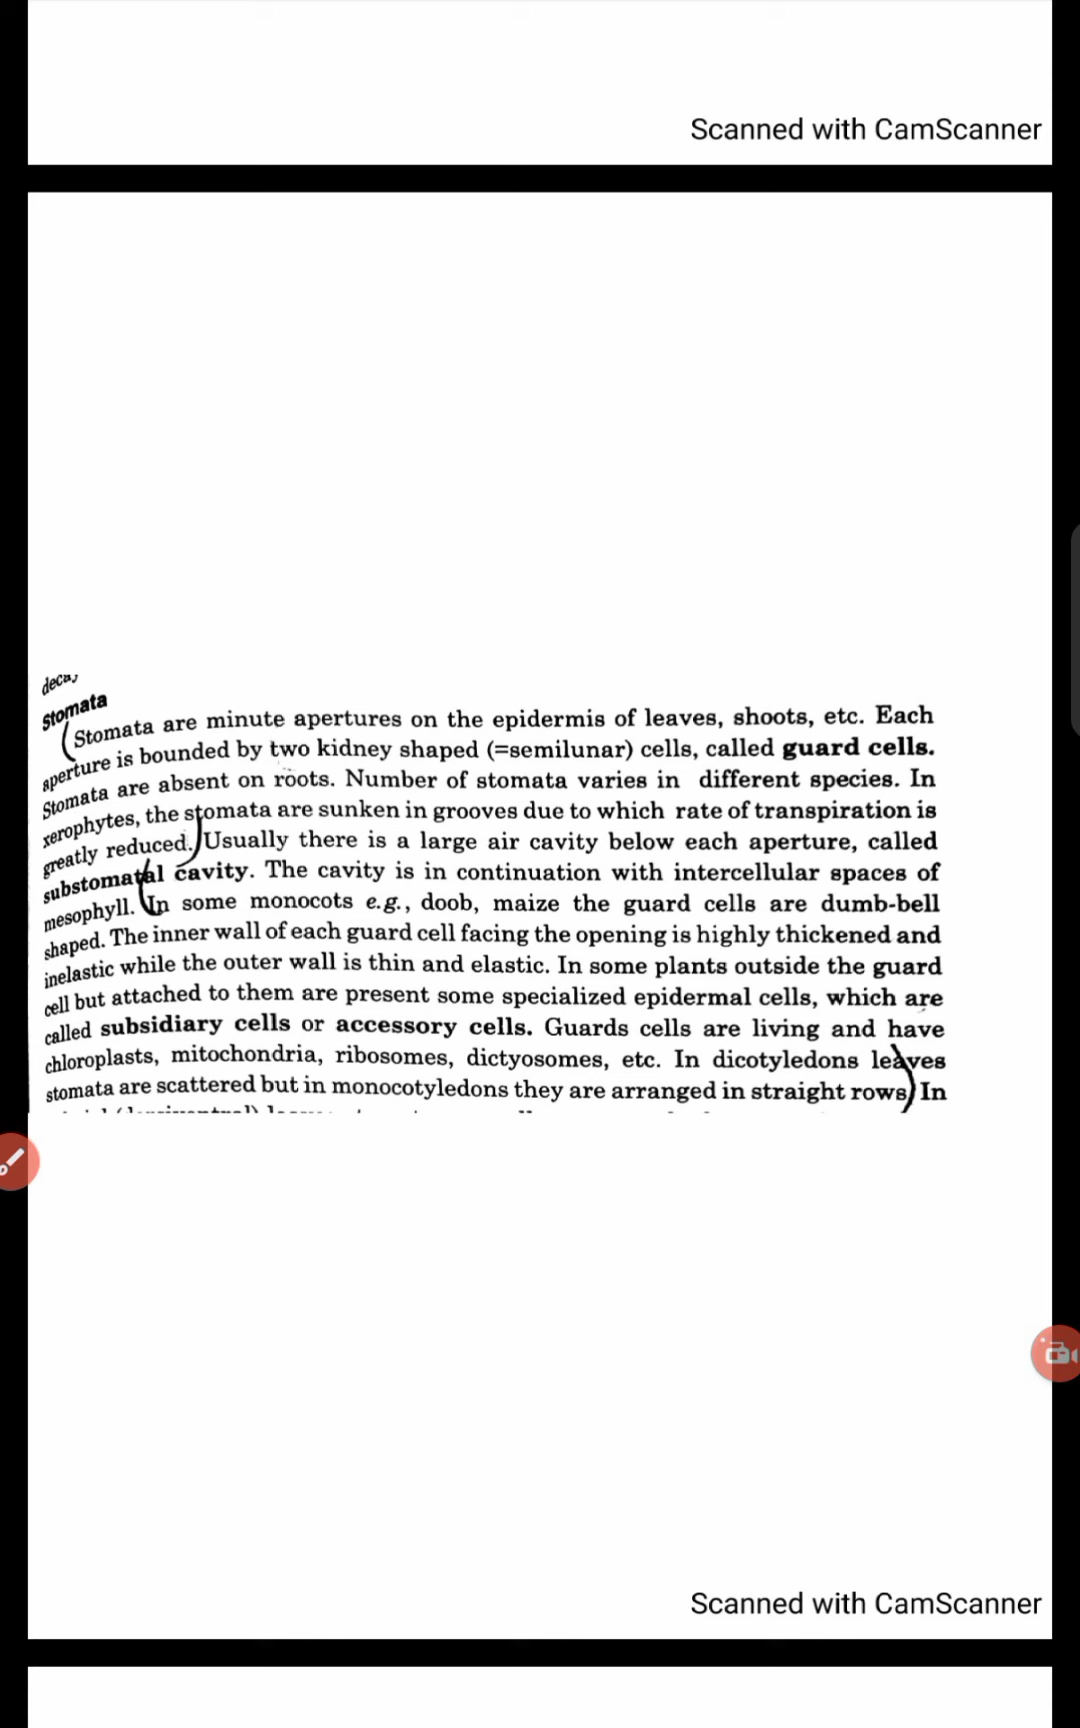 Scanned with CamScanner
Stomata
(Stomata are minute apertures on the epidermis of leaves, shoots, etc. Each
aperture is bounded by two kidney shaped (=semilunar) cells, called guard cells.
Stomata are absent on roots. Number of stomata varies in different species. In
xerophytes, the stomata are sunken in grooves due to which rate of transpiration is
greatly reduced.) Usually there is a large air cavity below each aperture, called
substomatal cavity. The cavity is in continuation with intercellular spaces of
mesophyll. (In some monocots e.g., doob, maize the guard cells are dumb-bell
shaped. The inner wall of each guard cell facing the opening is highly thickened and
inelastic while the outer wall is thin and elastic. In some plants outside the guard
cell but attached to them are present some specialized epidermal cells, which are
called subsidiary cells or accessory cells. Guards cells are living and have
chloroplasts, mitochondria, ribosomes, dictyosomes, etc. In dicotyledons leaves
stomata are scattered but in monocotyledons they are arranged in straight rows) In
Scanned with CamScanner